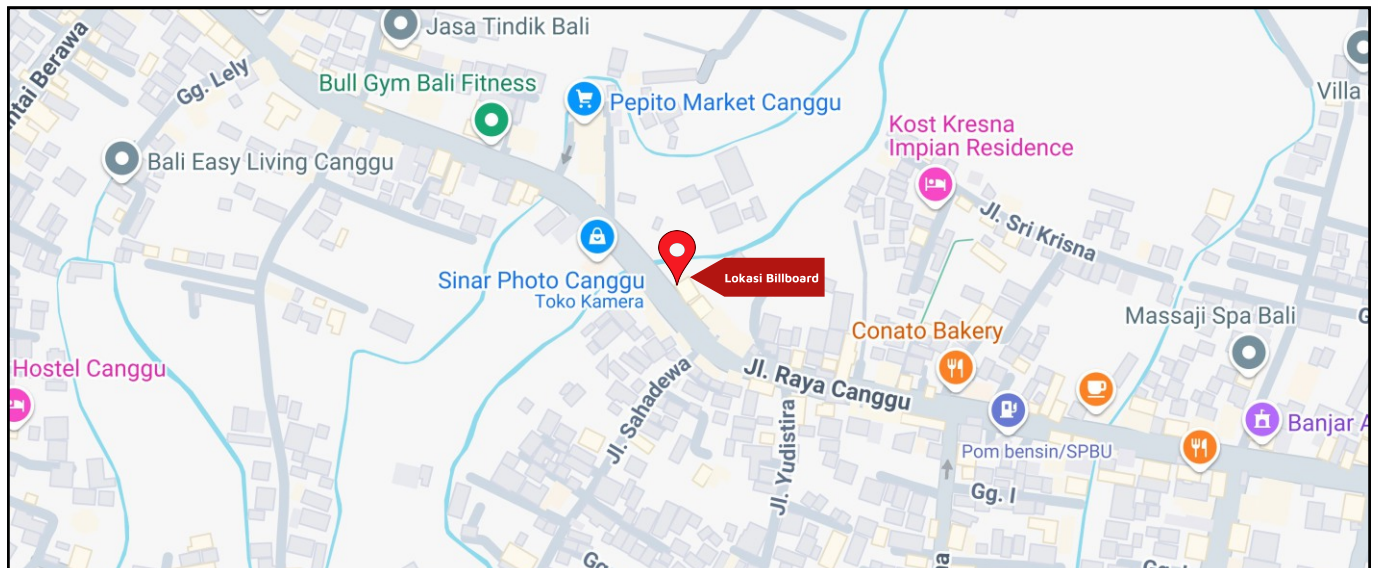 Jasa Tindik Bali
Gg. Lely
Bull Gym Bali Fitness
Pepito Market Canggu
Villa
Kost Kresna
Impian Residence
Bali Easy Living Canggu
Jl. Sri Krisna
Sinar Photo Canggu
Toko Kamera
Lokasi Billboard
Massaji Spa Bali
Conato Bakery
Hostel Canggu
Jl. Raya Canggu
Jl. Sahadewa
Jl. Yudistira
Banjar A
Pom bensin/SPBU
Gg. I
ntai Berawa